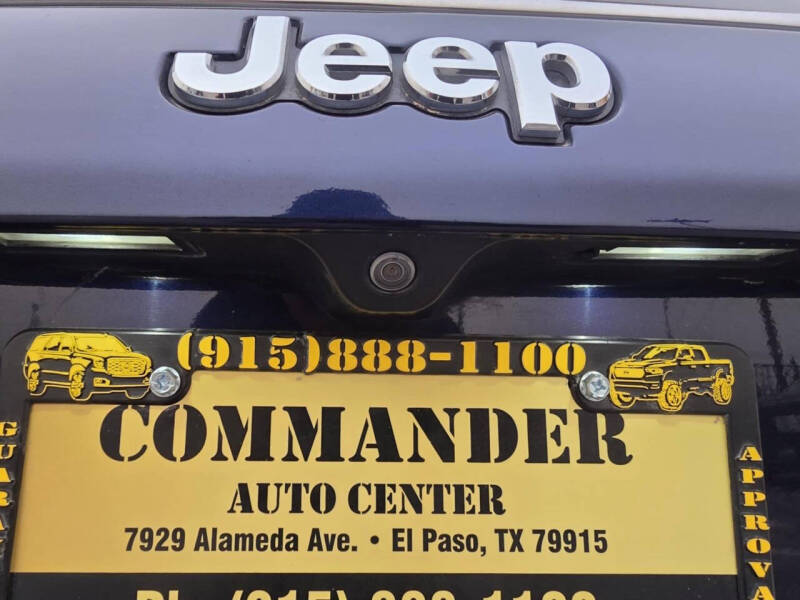 Jeep
(915)888-1100
COMMANDER
AUTO CENTER
7929 Alameda Ave. • El Paso, TX 79915